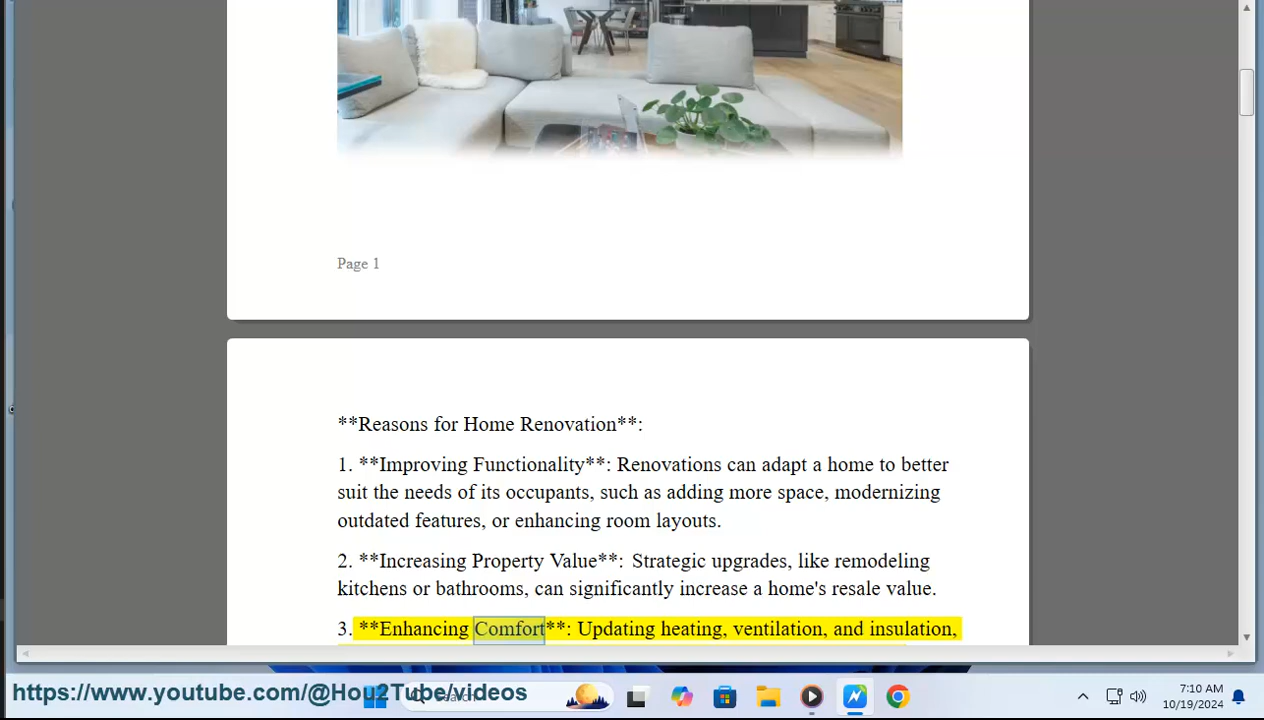 Page 1
**Reasons for Home Renovation**:
1. **Improving Functionality**: Renovations can adapt a home to better
suit the needs of its occupants, such as adding more space, modernizing
outdated features, or enhancing room layouts.
2. **Increasing Property Value**: Strategic upgrades, like remodeling
kitchens or bathrooms, can significantly increase a home's resale value.
3. **Enhancing Comfort**: Updating heating, ventilation, and insulation,
https://www.youtube.com/@Hou2Tube/videos
7:10 AM
10/19/2024